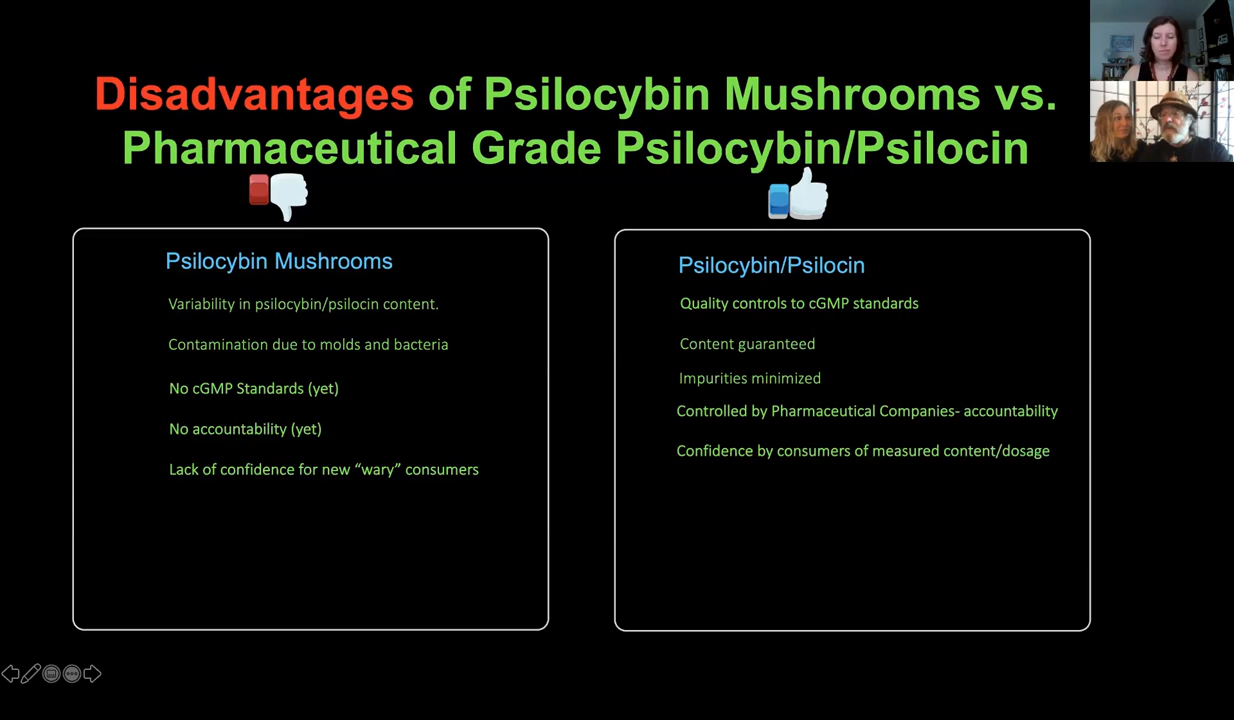 Disadvantages of Psilocybin Mushrooms vs.
Pharmaceutical Grade Psilocybin/Psilocin
Psilocybin Mushrooms
Variability in psilocybin/psilocin content.
Contamination due to molds and bacteria
No cGMP Standards (yet)
No accountability (yet)
Lack of confidence for new “wary” consumers
Psilocybin/Psilocin
Quality controls to cGMP standards
Content guaranteed
Impurities minimized
Controlled by Pharmaceutical Companies- accountability
Confidence by consumers of measured content/dosage